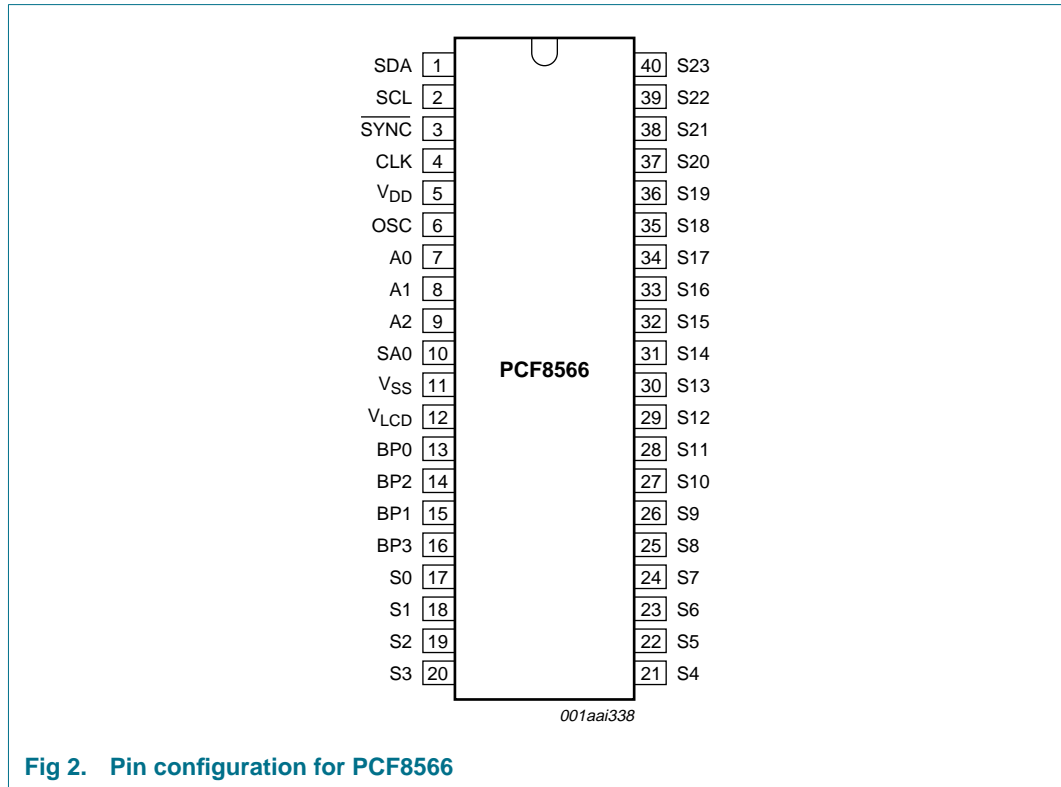 SDA 1 40 S23
SCL 2 39 S22
SYNC 3 38 S21
CLK 4 37 S20
VDD 5 36 S19
OSC 6 35 S18
A0 7 34 S17
A1 8 33 S16
A2 9 32 S15
SA0 10 31 S14
PCF8566
VSS 11 30 S13
VLCD 12 29 S12
BP0 13 28 S11
BP2 14 27 S10
BP1 15 26 S9
BP3 16 25 S8
S0 17 24 S7
S1 18 23 S6
S2 19 22 S5
S3 20 21 S4
001aai338
Fig 2. Pin configuration for PCF8566